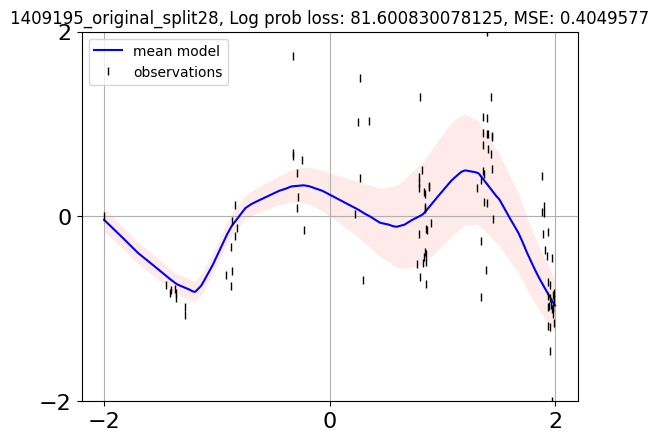 1409195_original_split28, Log prob loss: 81.600830078125, MSE: 0.4049577
2
mean model
observations
0
−2
−2
0
2